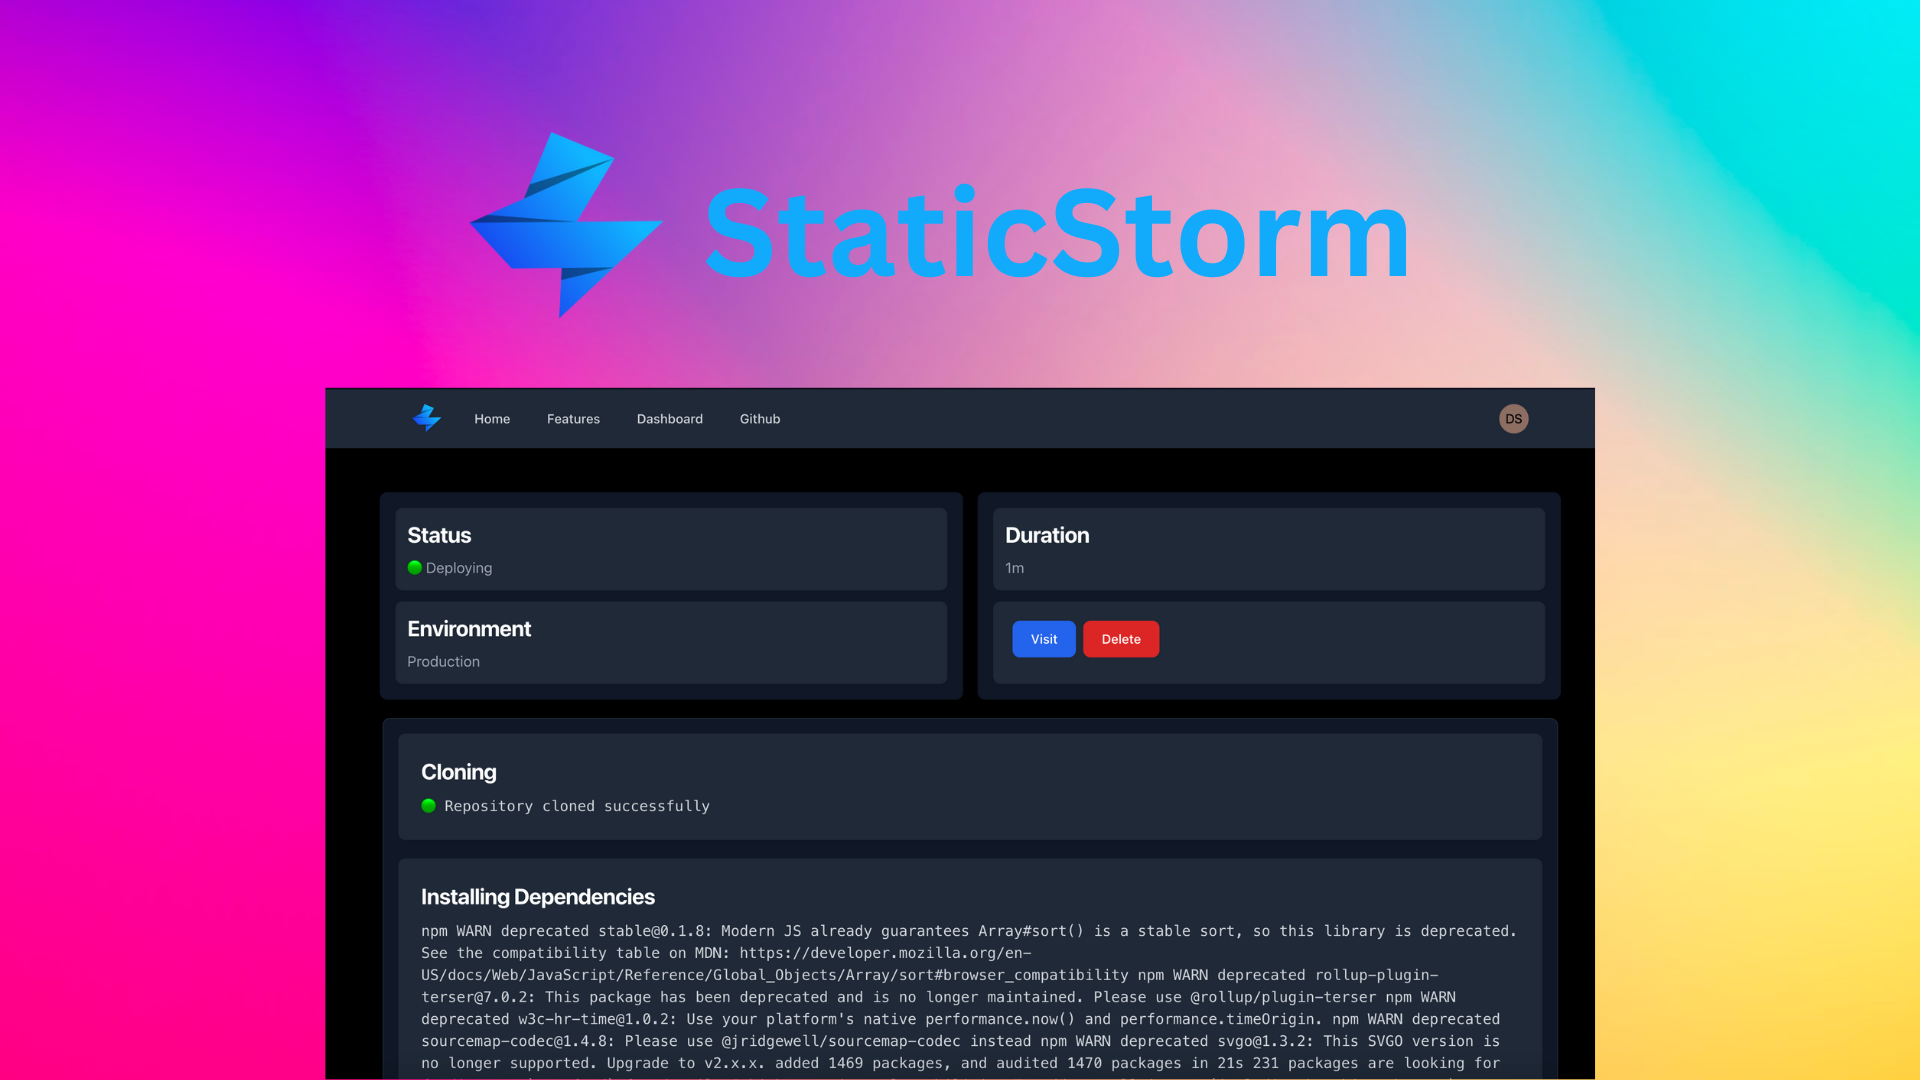 StaticStorm
Home Features Dashboard Github DS
Status
Deploying
Duration
1m
Environment
Production
Visit Delete
Cloning
Repository cloned successfully
Installing Dependencies
npm WARN deprecated stable@0.1.8: Modern JS already guarantees Array#sort() is a stable sort, so this library is deprecated.
See the compatibility table on MDN: https://developer.mozilla.org/en-
US/docs/Web/JavaScript/Reference/Global_Objects/Array/sort#browser_compatibility npm WARN deprecated rollup-plugin-
terser@7.0.2: This package has been deprecated and is no longer maintained. Please use @rollup/plugin-terser npm WARN
deprecated w3c-hr-time@1.0.2: Use your platform's native performance.now() and performance.timeOrigin. npm WARN deprecated
sourcemap-codec@1.4.8: Please use @jridgewell/sourcemap-codec instead npm WARN deprecated svgo@1.3.2: This SVGO version is
no longer supported. Upgrade to v2.x.x. added 1469 packages, and audited 1470 packages in 21s 231 packages are looking for